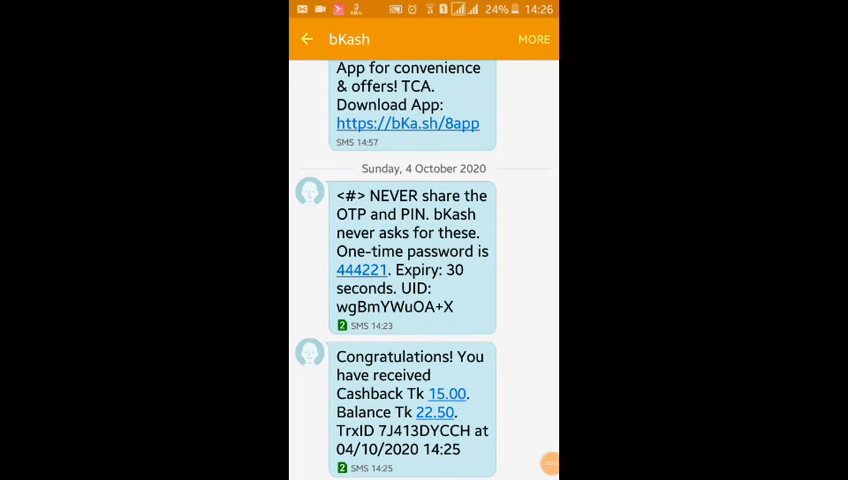 3
KB/s
1
24%
14:26
bKash
MORE
App for convenience
& offers! TCA.
Download App:
https://bKa.sh/8app
SMS 14:57
Sunday, 4 October 2020
<#> NEVER share the
OTP and PIN. bKash
never asks for these.
One-time password is
444221. Expiry: 30
seconds. UID:
wgBmYWuOA+X
2 SMS 14:23
Congratulations! You
have received
Cashback Tk 15.00.
Balance Tk 22.50.
TrxID 7J413DYCCH at
04/10/2020 14:25
2 SMS 14:25